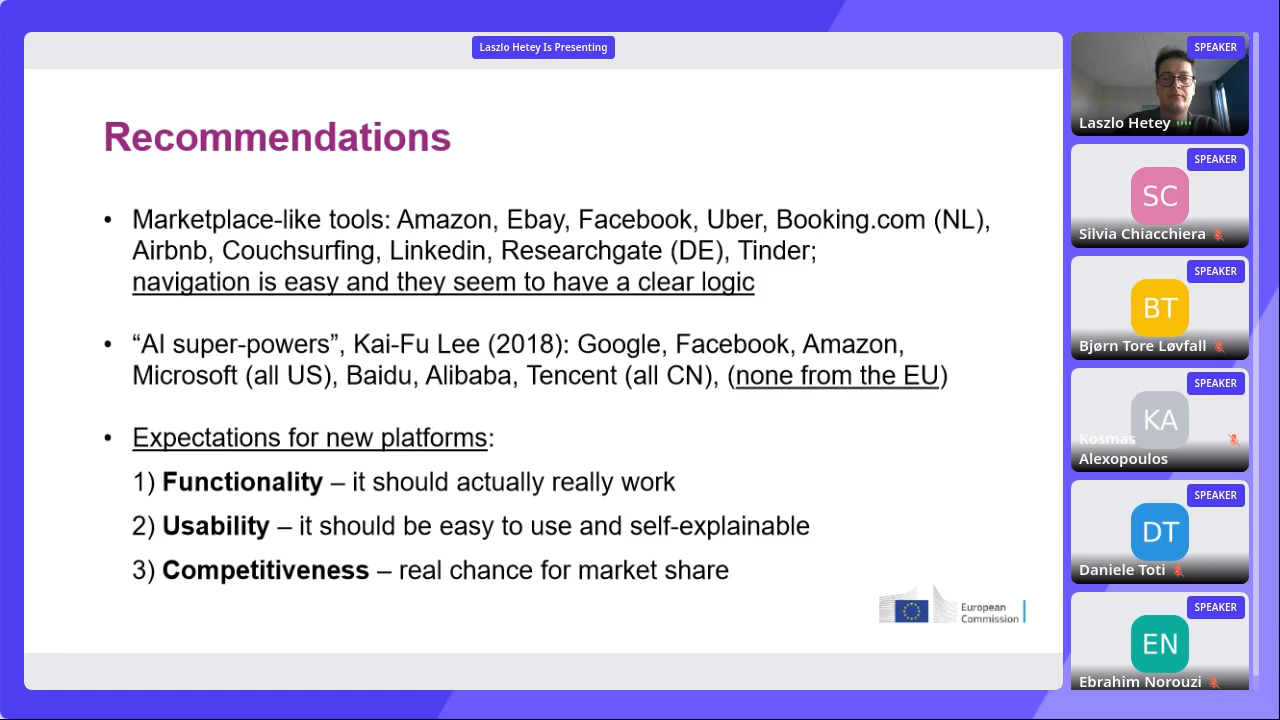 Laszlo Hetey Is Presenting
Recommendations
• Marketplace-like tools: Amazon, Ebay, Facebook, Uber, Booking.com (NL),
Airbnb, Couchsurfing, Linkedin, Researchgate (DE), Tinder;
navigation is easy and they seem to have a clear logic
• “AI super-powers”, Kai-Fu Lee (2018): Google, Facebook, Amazon,
Microsoft (all US), Baidu, Alibaba, Tencent (all CN), (none from the EU)
• Expectations for new platforms:
1) Functionality – it should actually really work
2) Usability – it should be easy to use and self-explainable
3) Competitiveness – real chance for market share
European
Commission
SPEAKER
Laszlo Hetey
SPEAKER
SC
Silvia Chiacchiera
SPEAKER
BT
Bjørn Tore Løvfall
SPEAKER
KA
Kosmas
Alexopoulos
SPEAKER
DT
Daniele Toti
SPEAKER
EN
Ebrahim Norouzi